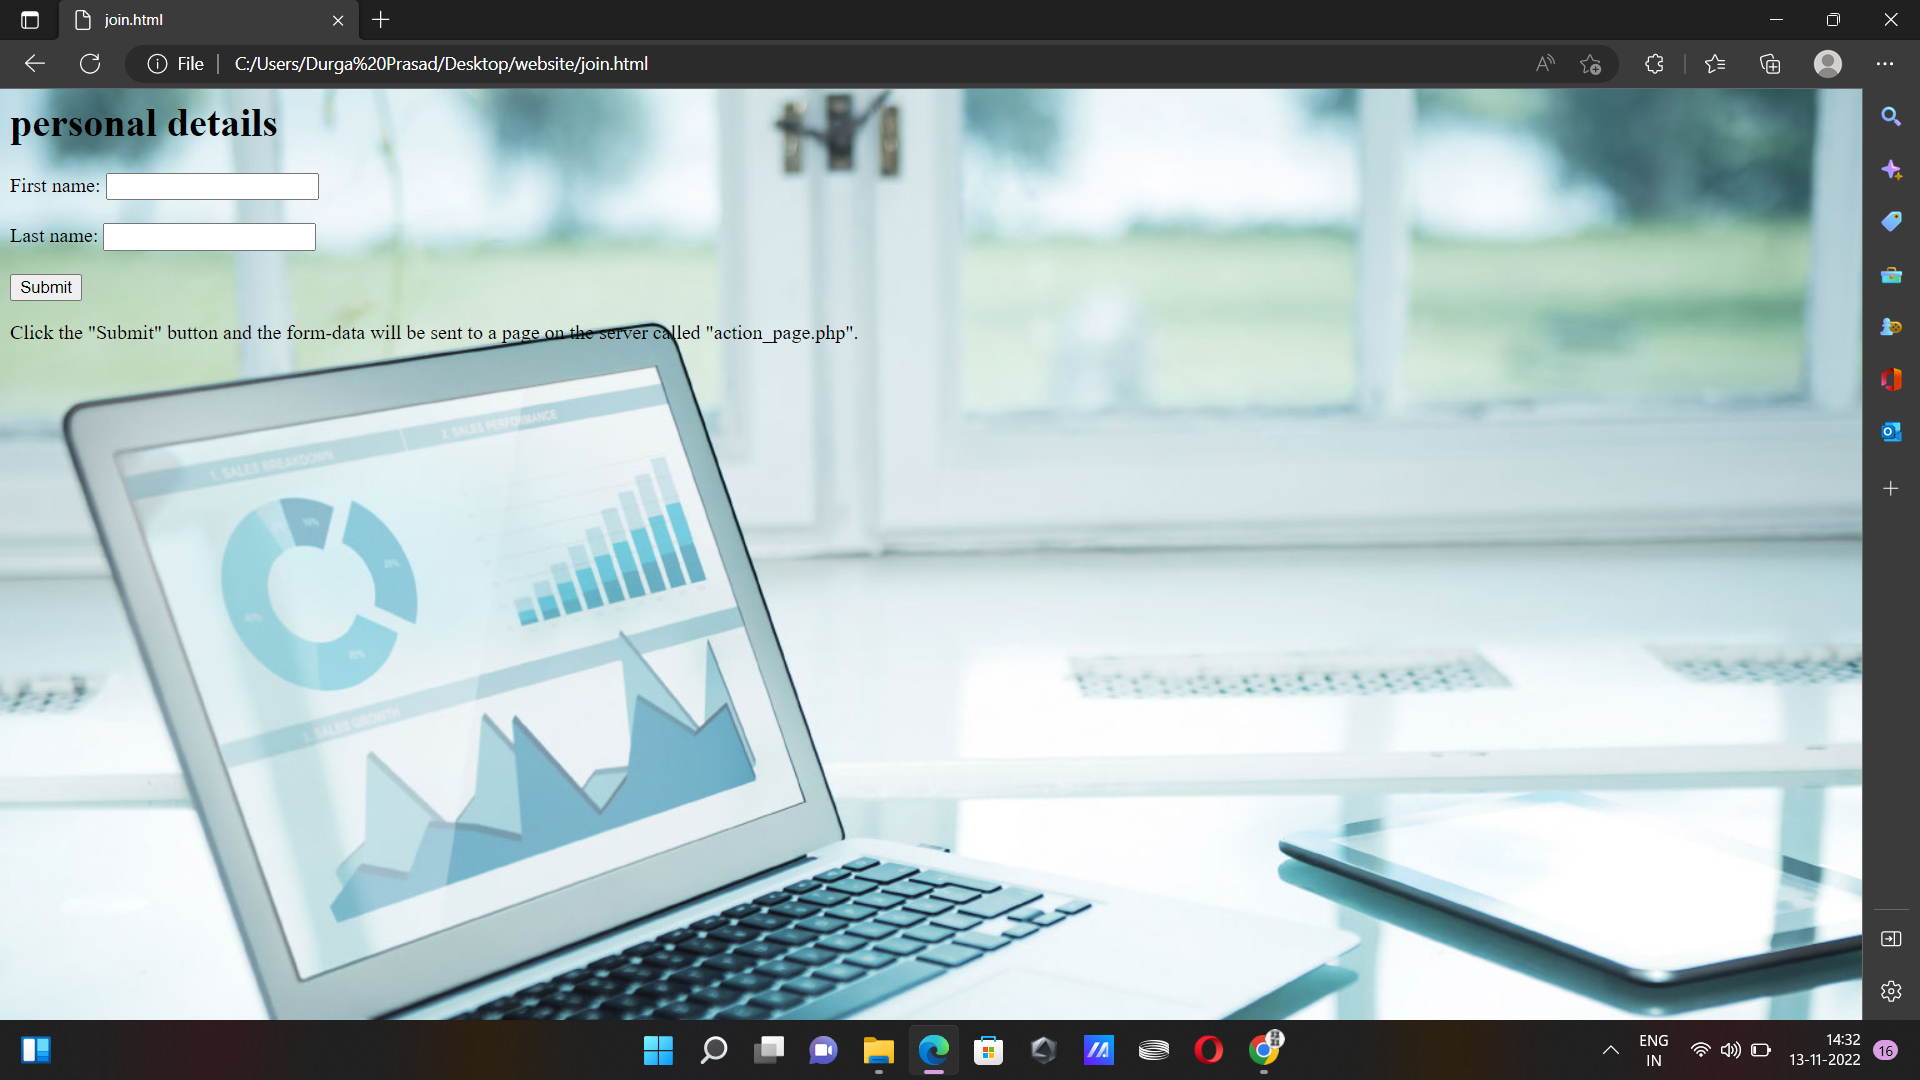 join.html
File
C:/Users/Durga%20Prasad/Desktop/website/join.html
personal details
First name:
Last name:
Submit
Click the "Submit" button and the form-data will be sent to a page on the server called "action_page.php".
2. SALES PERFORMANCE
1. SALES BREAKDOWN
3. SALES GROWTH
ENG
IN
14:32
13-11-2022
16